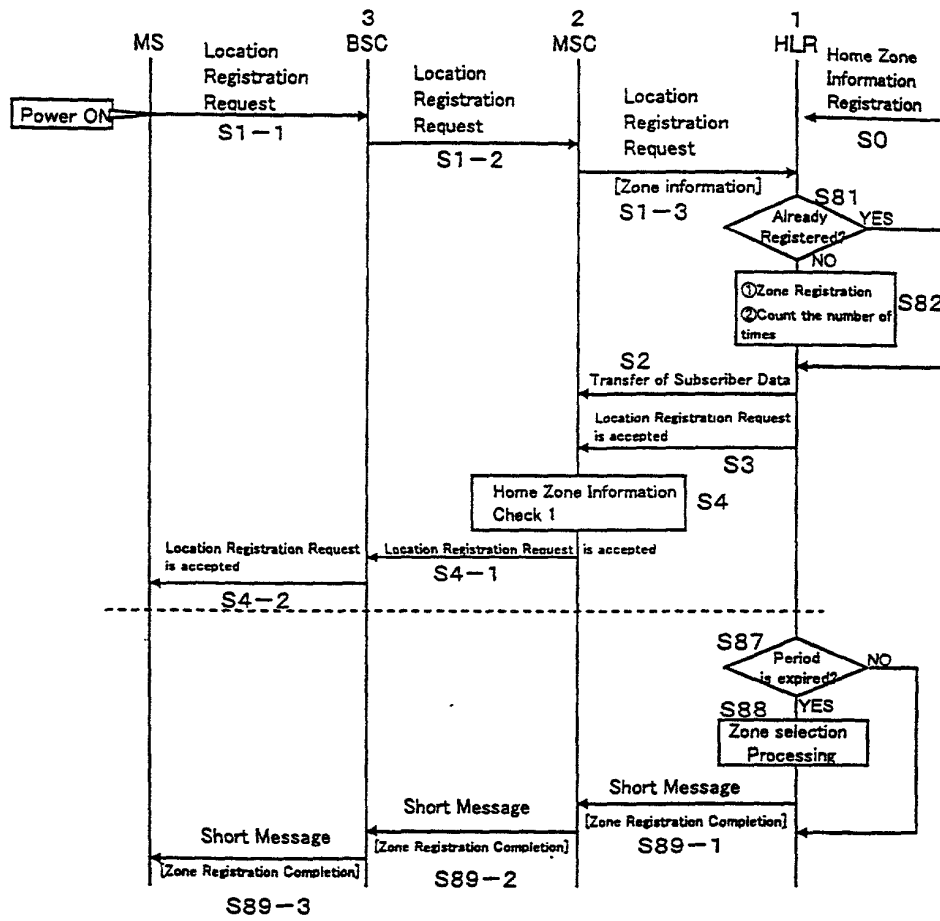 3
2
1
MS
BSC
MSC
HLR
Location
Registration
Request
Location
Registration
Request
Location
Registration
Request
Home Zone
Information
Registration
Power ON
S1-1
S1-2
S0
[Zone information]
S1-3
S81
Already
Registered?
YES
NO
①Zone Registration
②Count the number of
times
S82
S2
Transfer of Subscriber Data
Location Registration Request
is accepted
S3
Home Zone Information
Check 1
S4
Location Registration Request
is accepted
Location Registration Request is accepted
S4-1
S4-2
S87
Period
is expired?
NO
S88
YES
Zone selection
Processing
Short Message
[Zone Registration Completion]
S89-1
Short Message
[Zone Registration Completion]
S89-2
Short Message
[Zone Registration Completion]
S89-3